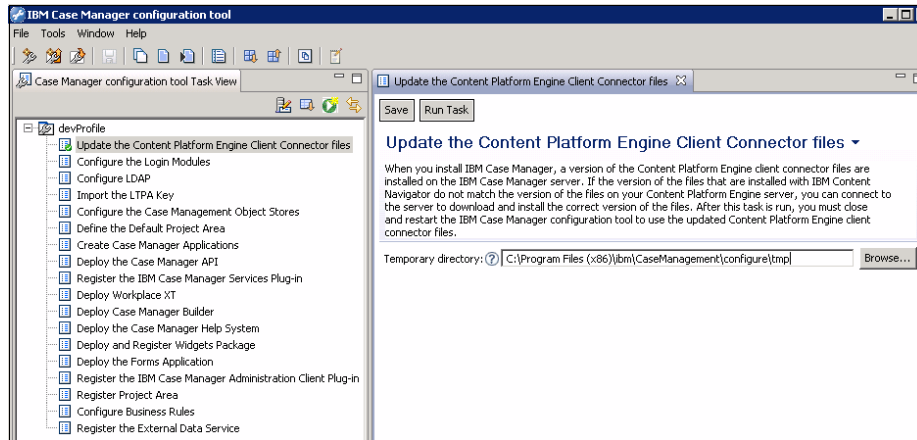 IBM Case Manager configuration tool
File Tools Window Help
Case Manager configuration tool Task View
devProfile
Update the Content Platform Engine Client Connector files
Configure the Login Modules
Configure LDAP
Import the LTPA Key
Configure the Case Management Object Stores
Define the Default Project Area
Create Case Manager Applications
Deploy the Case Manager API
Register the IBM Case Manager Services Plug-in
Deploy Workplace XT
Deploy Case Manager Builder
Deploy the Case Manager Help System
Deploy and Register Widgets Package
Deploy the Forms Application
Register the IBM Case Manager Administration Client Plug-in
Register Project Area
Configure Business Rules
Register the External Data Service
Update the Content Platform Engine Client Connector files
Save Run Task
Update the Content Platform Engine Client Connector files
When you install IBM Case Manager, a version of the Content Platform Engine client connector files are
installed on the IBM Case Manager server. If the version of the files that are installed with IBM Content
Navigator do not match the version of the files on your Content Platform Engine server, you can connect to
the server to download and install the correct version of the files. After this task is run, you must close
and restart the IBM Case Manager configuration tool to use the updated Content Platform Engine client
connector files.
Temporary directory: ? C:\Program Files (x86)\ibm\CaseManagement\configure\tmp Browse...